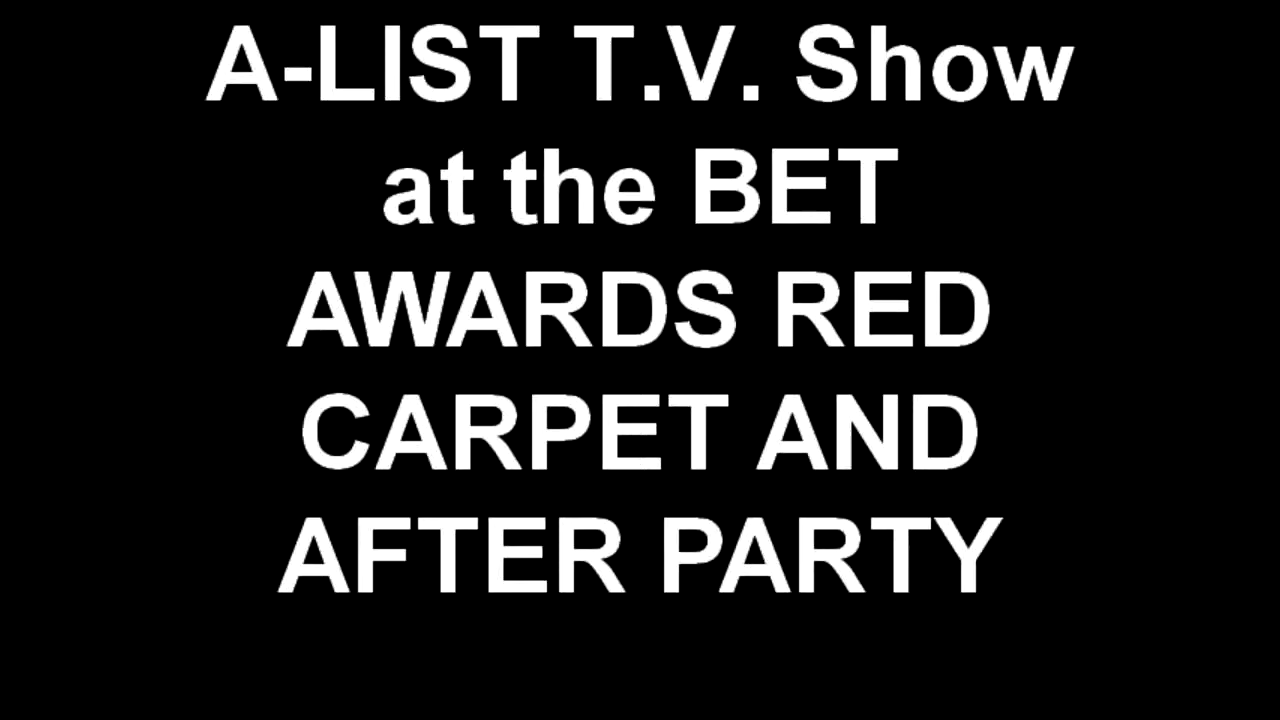 A-LIST T.V. Show
at the BET
AWARDS RED
CARPET AND
AFTER PARTY